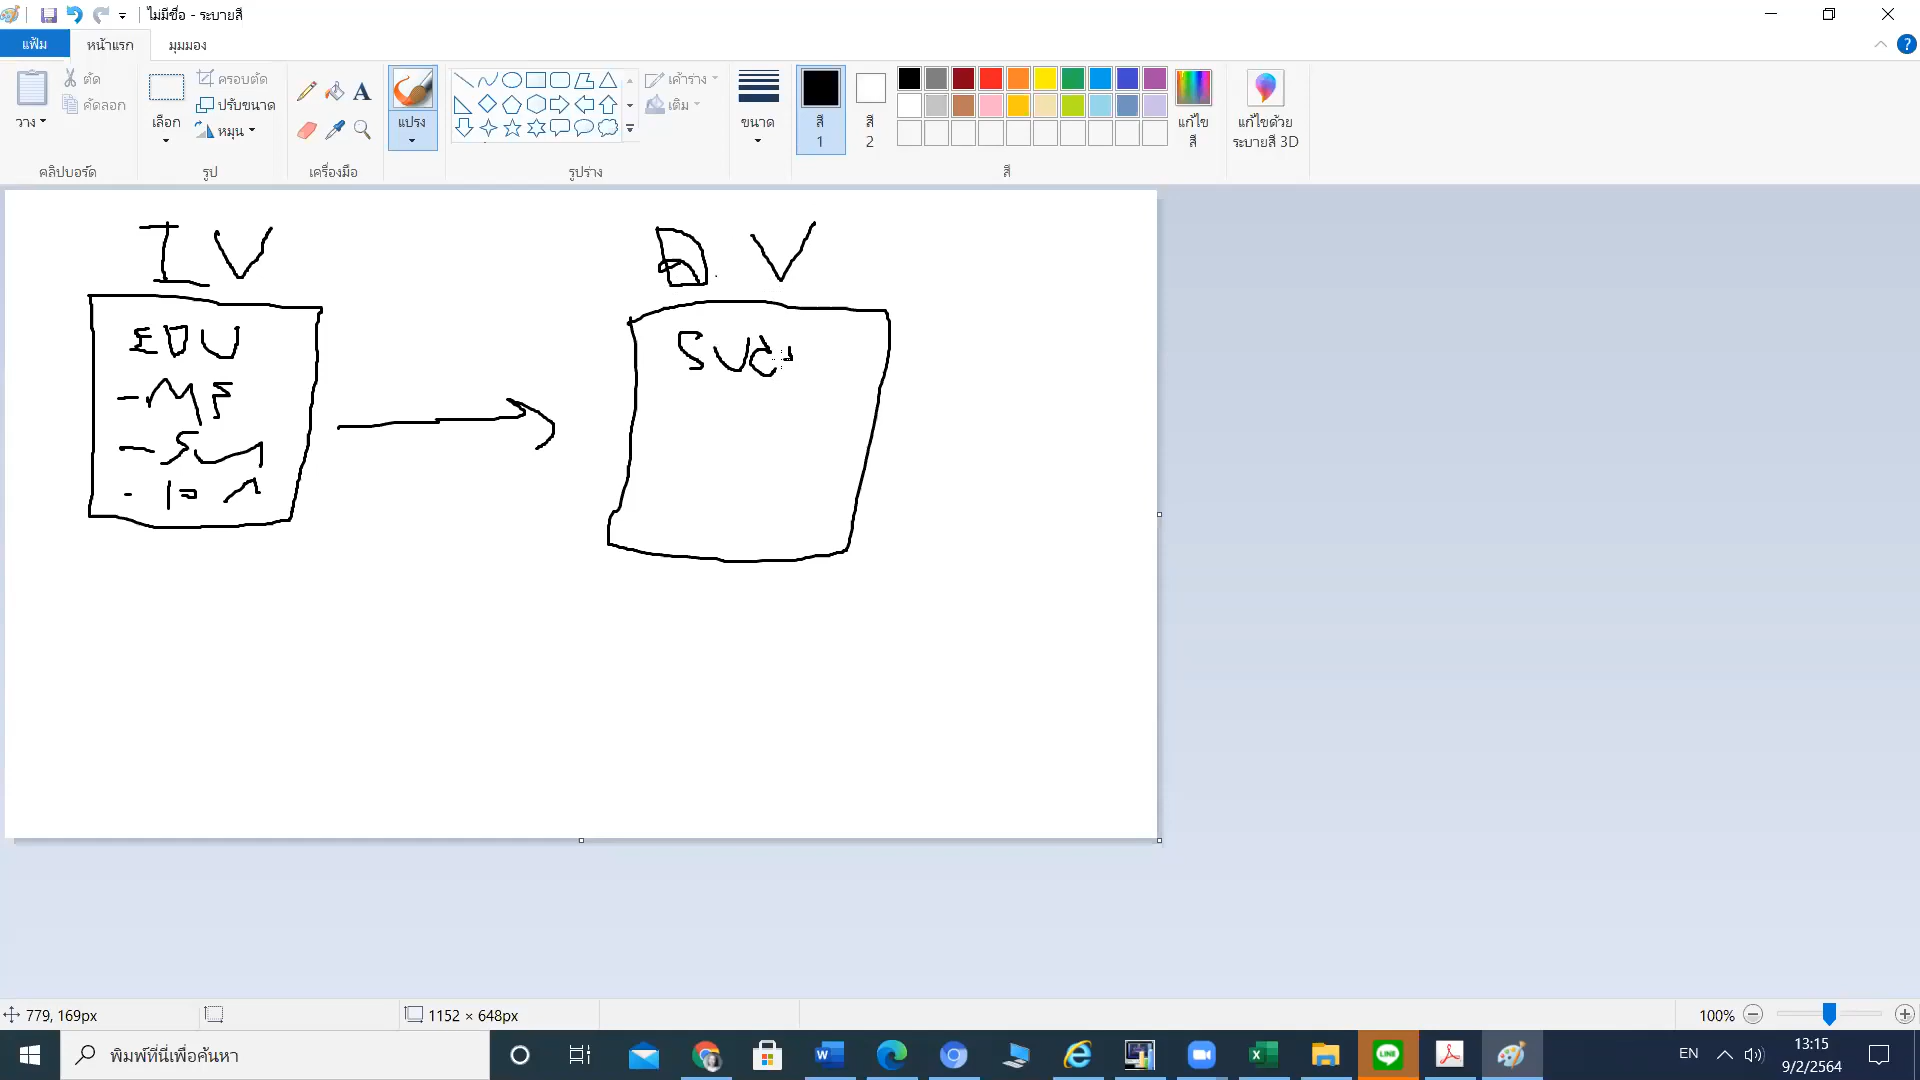 ไม่มีชื่อ - ระบายสี
แฟ้ม หน้าแรก มุมมอง
วาง
ตัด
คัดลอก
คลิปบอร์ด
เลือก
ครอบตัด
ปรับขนาด
หมุน
รูป
A
เครื่องมือ
แปรง
เค้าร่าง
เติม
รูปร่าง
ขนาด
สี 1
สี 2
แก้ไขสี
สี
แก้ไขด้วย ระบายสี 3D
I V
D V
EDU
- ME
779, 169px
1152 × 648px
100%
พิมพ์ที่นี่เพื่อค้นหา
EN
13:15
9/2/2564